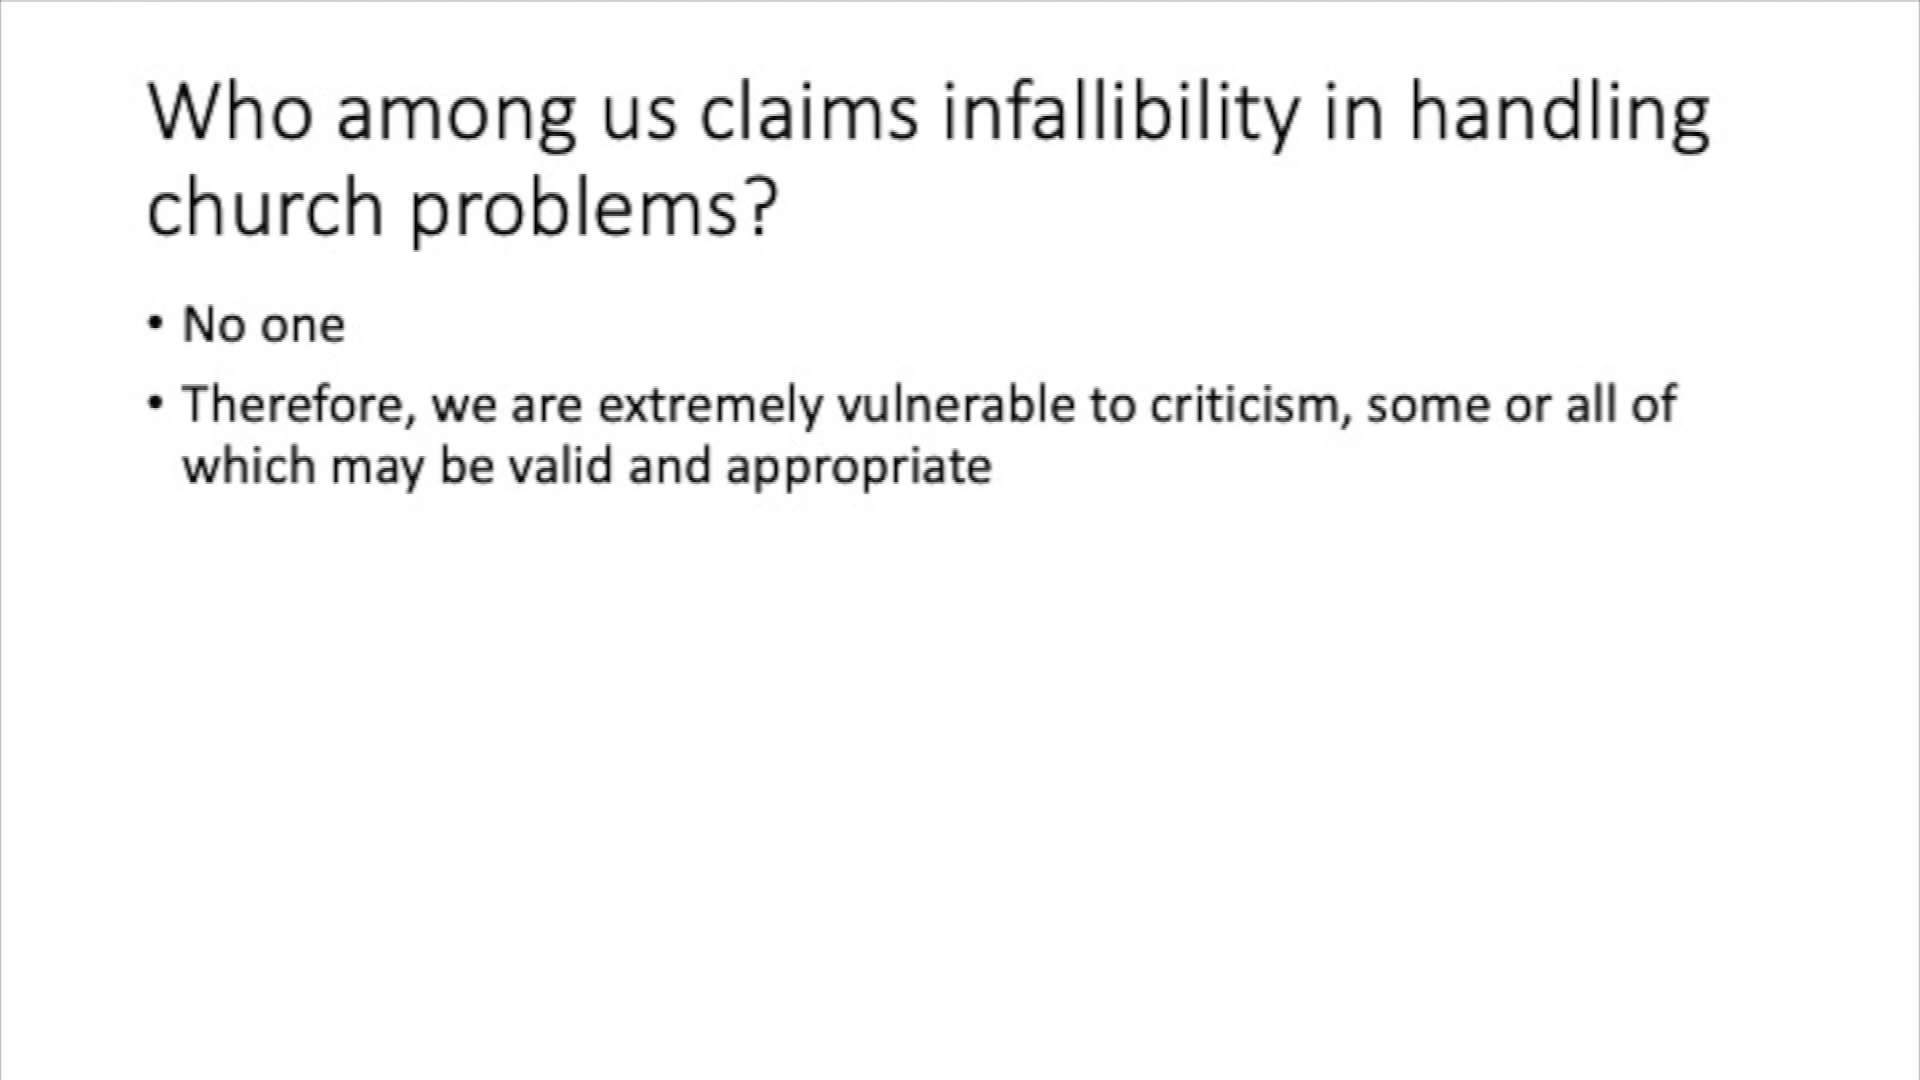 Who among us claims infallibility in handling
church problems?
• No one
• Therefore, we are extremely vulnerable to criticism, some or all of
which may be valid and appropriate